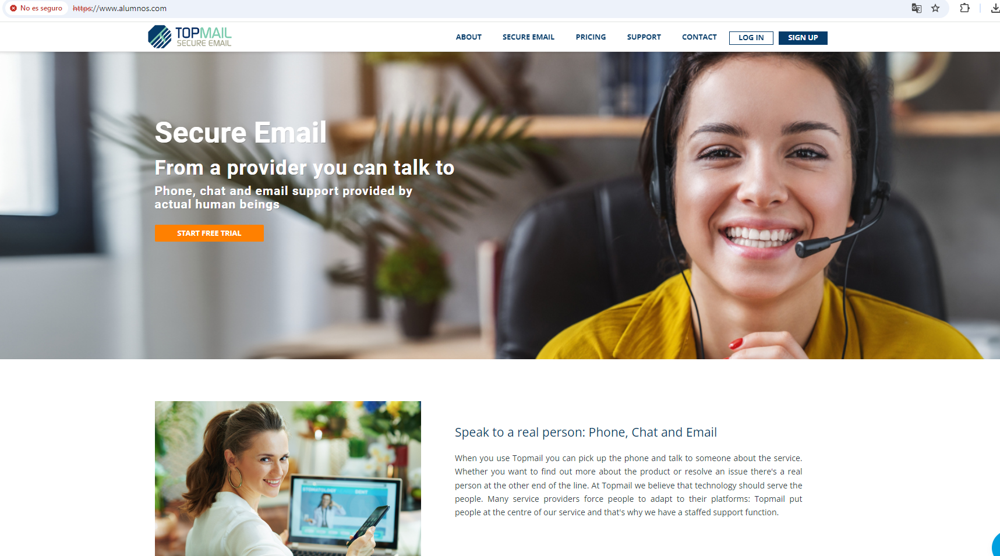 No es seguro
https://www.alumnos.com
TOPMAIL
SECURE EMAIL
ABOUT
SECURE EMAIL
PRICING
SUPPORT
CONTACT
LOG IN
SIGN UP
Secure Email
From a provider you can talk to
Phone, chat and email support provided by
actual human beings
START FREE TRIAL
Speak to a real person: Phone, Chat and Email
When you use Topmail you can pick up the phone and talk to someone about the service.
Whether you want to find out more about the product or resolve an issue there's a real
person at the other end of the line. At Topmail we believe that technology should serve the
people. Many service providers force people to adapt to their platforms: Topmail put
people at the centre of our service and that's why we have a staffed support function.